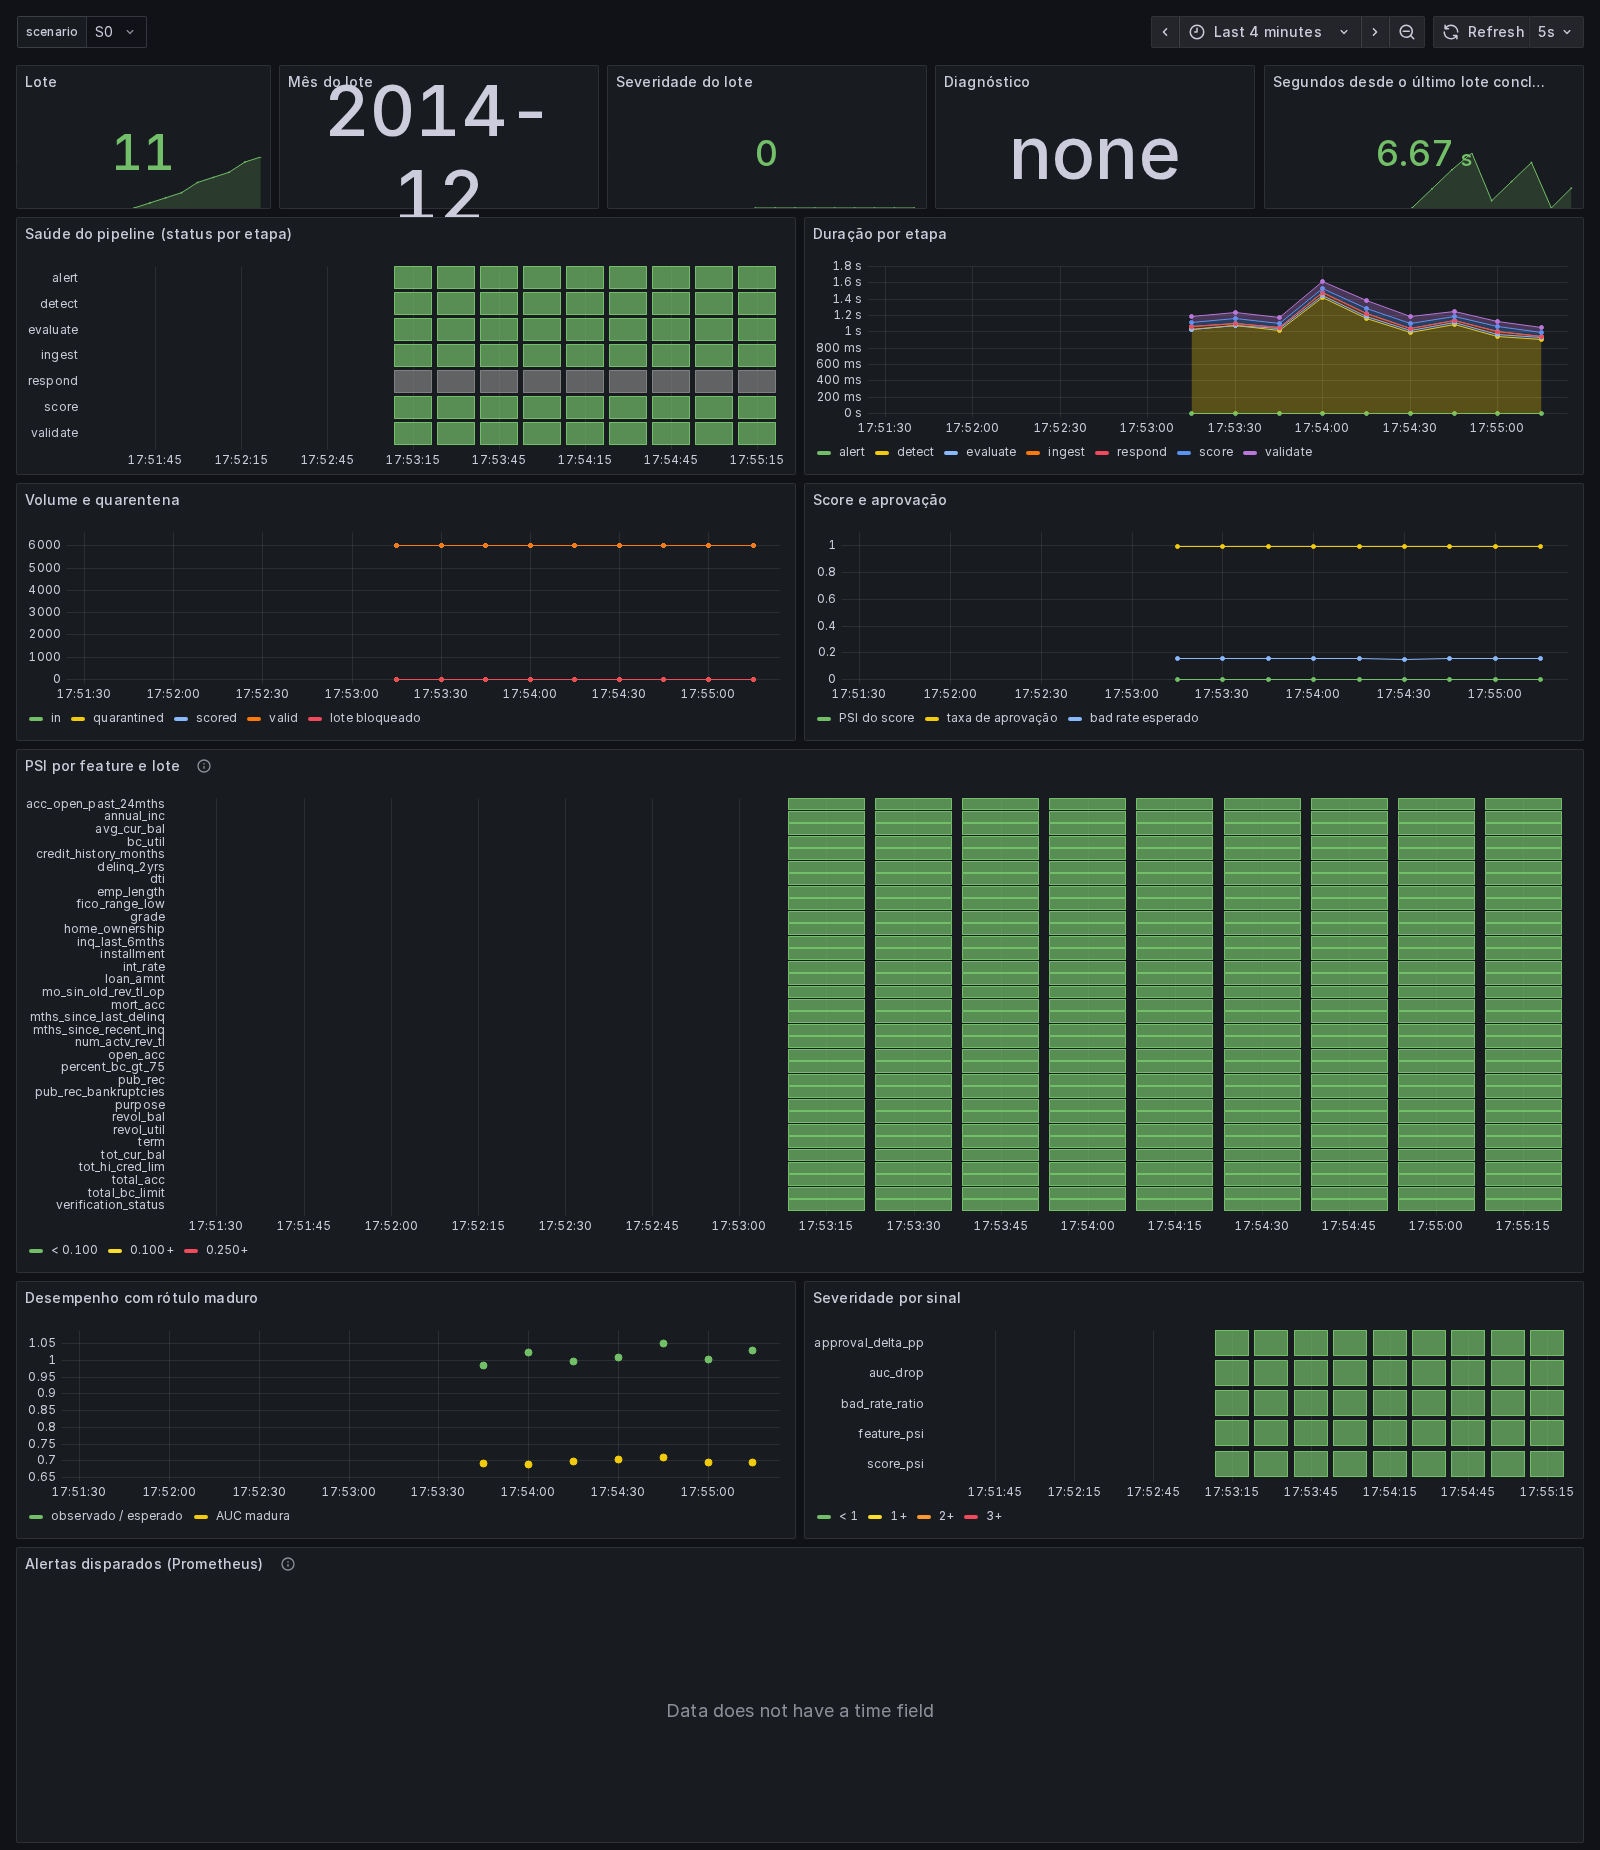 scenario S0
Last 4 minutes
Refresh 5s
Lote
11
Mês do lote
2014-
12
Severidade do lote
0
Diagnóstico
none
Segundos desde o último lote concl...
6.67 s
Saúde do pipeline (status por etapa)
alert
detect
evaluate
ingest
respond
score
validate
17:51:45 17:52:15 17:52:45 17:53:15 17:53:45 17:54:15 17:54:45 17:55:15
Duração por etapa
1.8 s
1.6 s
1.4 s
1.2 s
1 s
800 ms
600 ms
400 ms
200 ms
0 s
17:51:30 17:52:00 17:52:30 17:53:00 17:53:30 17:54:00 17:54:30 17:55:00
alert detect evaluate ingest respond score validate
Volume e quarentena
6000
5000
4000
3000
2000
1000
0
17:51:30 17:52:00 17:52:30 17:53:00 17:53:30 17:54:00 17:54:30 17:55:00
in quarantined scored valid lote bloqueado
Score e aprovação
1
0.8
0.6
0.4
0.2
0
17:51:30 17:52:00 17:52:30 17:53:00 17:53:30 17:54:00 17:54:30 17:55:00
PSI do score taxa de aprovação bad rate esperado
PSI por feature e lote
acc_open_past_24mths
annual_inc
avg_cur_bal
bc_util
credit_history_months
delinq_2yrs
dti
emp_length
fico_range_low
grade
home_ownership
inq_last_6mths
installment
int_rate
loan_amnt
mo_sin_old_rev_tl_op
mort_acc
mths_since_last_delinq
mths_since_recent_inq
num_actv_rev_tl
open_acc
percent_bc_gt_75
pub_rec
pub_rec_bankruptcies
purpose
revol_bal
revol_util
term
tot_cur_bal
tot_hi_cred_lim
total_acc
total_bc_limit
verification_status
17:51:30 17:51:45 17:52:00 17:52:15 17:52:30 17:52:45 17:53:00 17:53:15 17:53:30 17:53:45 17:54:00 17:54:15 17:54:30 17:54:45 17:55:00 17:55:15
< 0.100 0.100+ 0.250+
Desempenho com rótulo maduro
1.05
1
0.95
0.9
0.85
0.8
0.75
0.7
0.65
17:51:30 17:52:00 17:52:30 17:53:00 17:53:30 17:54:00 17:54:30 17:55:00
observado / esperado AUC madura
Severidade por sinal
approval_delta_pp
auc_drop
bad_rate_ratio
feature_psi
score_psi
17:51:45 17:52:15 17:52:45 17:53:15 17:53:45 17:54:15 17:54:45 17:55:15
< 1 1+ 2+ 3+
Alertas disparados (Prometheus)
Data does not have a time field